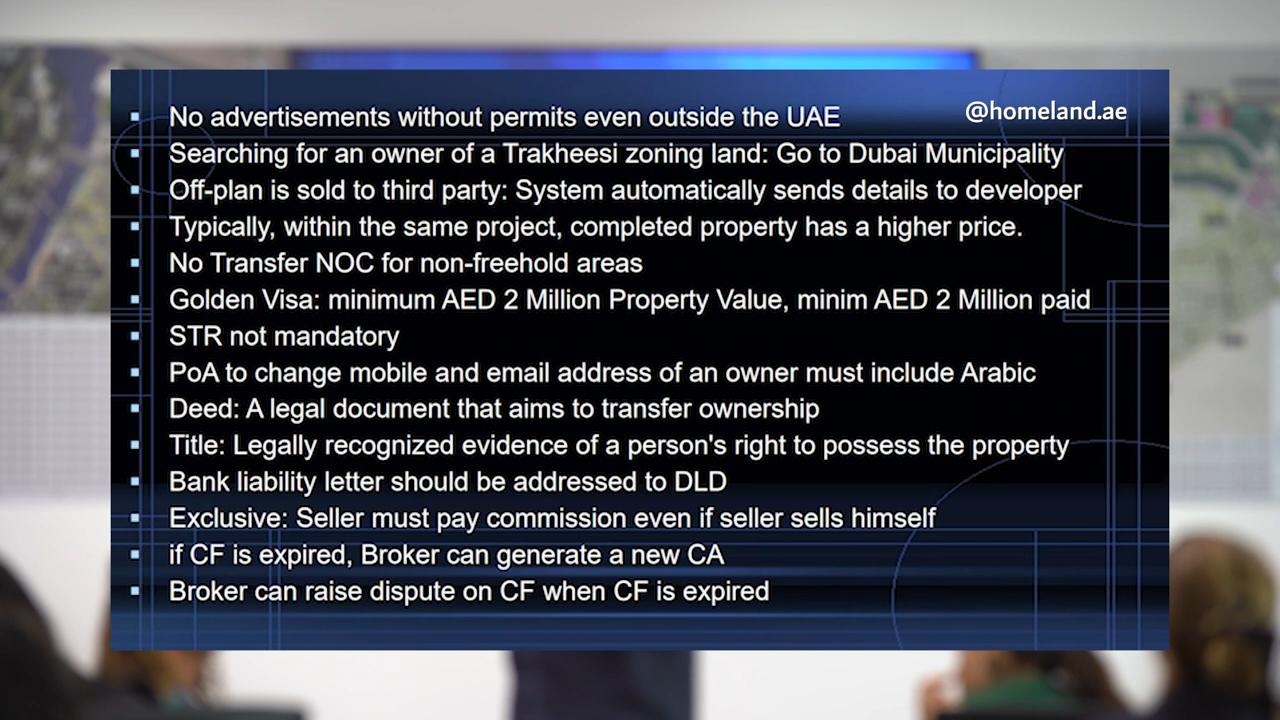 @homeland.ae
▪ No advertisements without permits even outside the UAE
▪ Searching for an owner of a Trakheesi zoning land: Go to Dubai Municipality
▪ Off-plan is sold to third party: System automatically sends details to developer
▪ Typically, within the same project, completed property has a higher price.
▪ No Transfer NOC for non-freehold areas
▪ Golden Visa: minimum AED 2 Million Property Value, minim AED 2 Million paid
▪ STR not mandatory
▪ PoA to change mobile and email address of an owner must include Arabic
▪ Deed: A legal document that aims to transfer ownership
▪ Title: Legally recognized evidence of a person's right to possess the property
▪ Bank liability letter should be addressed to DLD
▪ Exclusive: Seller must pay commission even if seller sells himself
▪ if CF is expired, Broker can generate a new CA
▪ Broker can raise dispute on CF when CF is expired